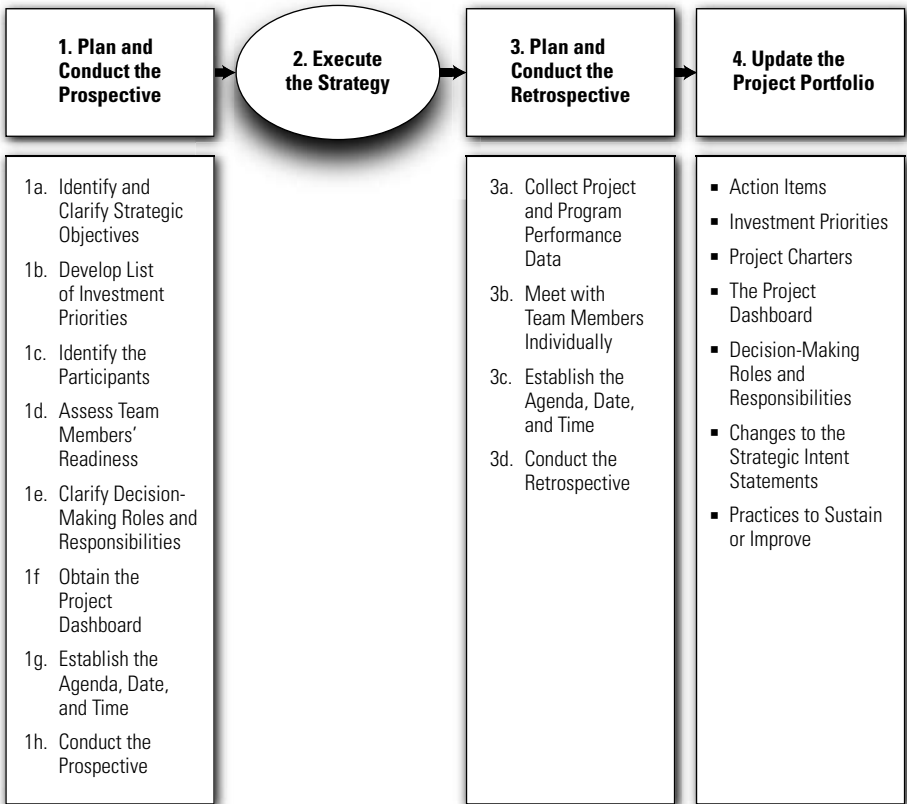 1. Plan and
Conduct the
Prospective
2. Execute
the Strategy
3. Plan and
Conduct the
Retrospective
4. Update the
Project Portfolio
1a. Identify and
Clarify Strategic
Objectives
1b. Develop List
of Investment
Priorities
1c. Identify the
Participants
1d. Assess Team
Members’
Readiness
1e. Clarify Decision-
Making Roles and
Responsibilities
1f Obtain the
Project
Dashboard
1g. Establish the
Agenda, Date,
and Time
1h. Conduct the
Prospective
3a. Collect Project
and Program
Performance
Data
3b. Meet with
Team Members
Individually
3c. Establish the
Agenda, Date,
and Time
3d. Conduct the
Retrospective
▪ Action Items
▪ Investment Priorities
▪ Project Charters
▪ The Project
Dashboard
▪ Decision-Making
Roles and
Responsibilities
▪ Changes to the
Strategic Intent
Statements
▪ Practices to Sustain
or Improve